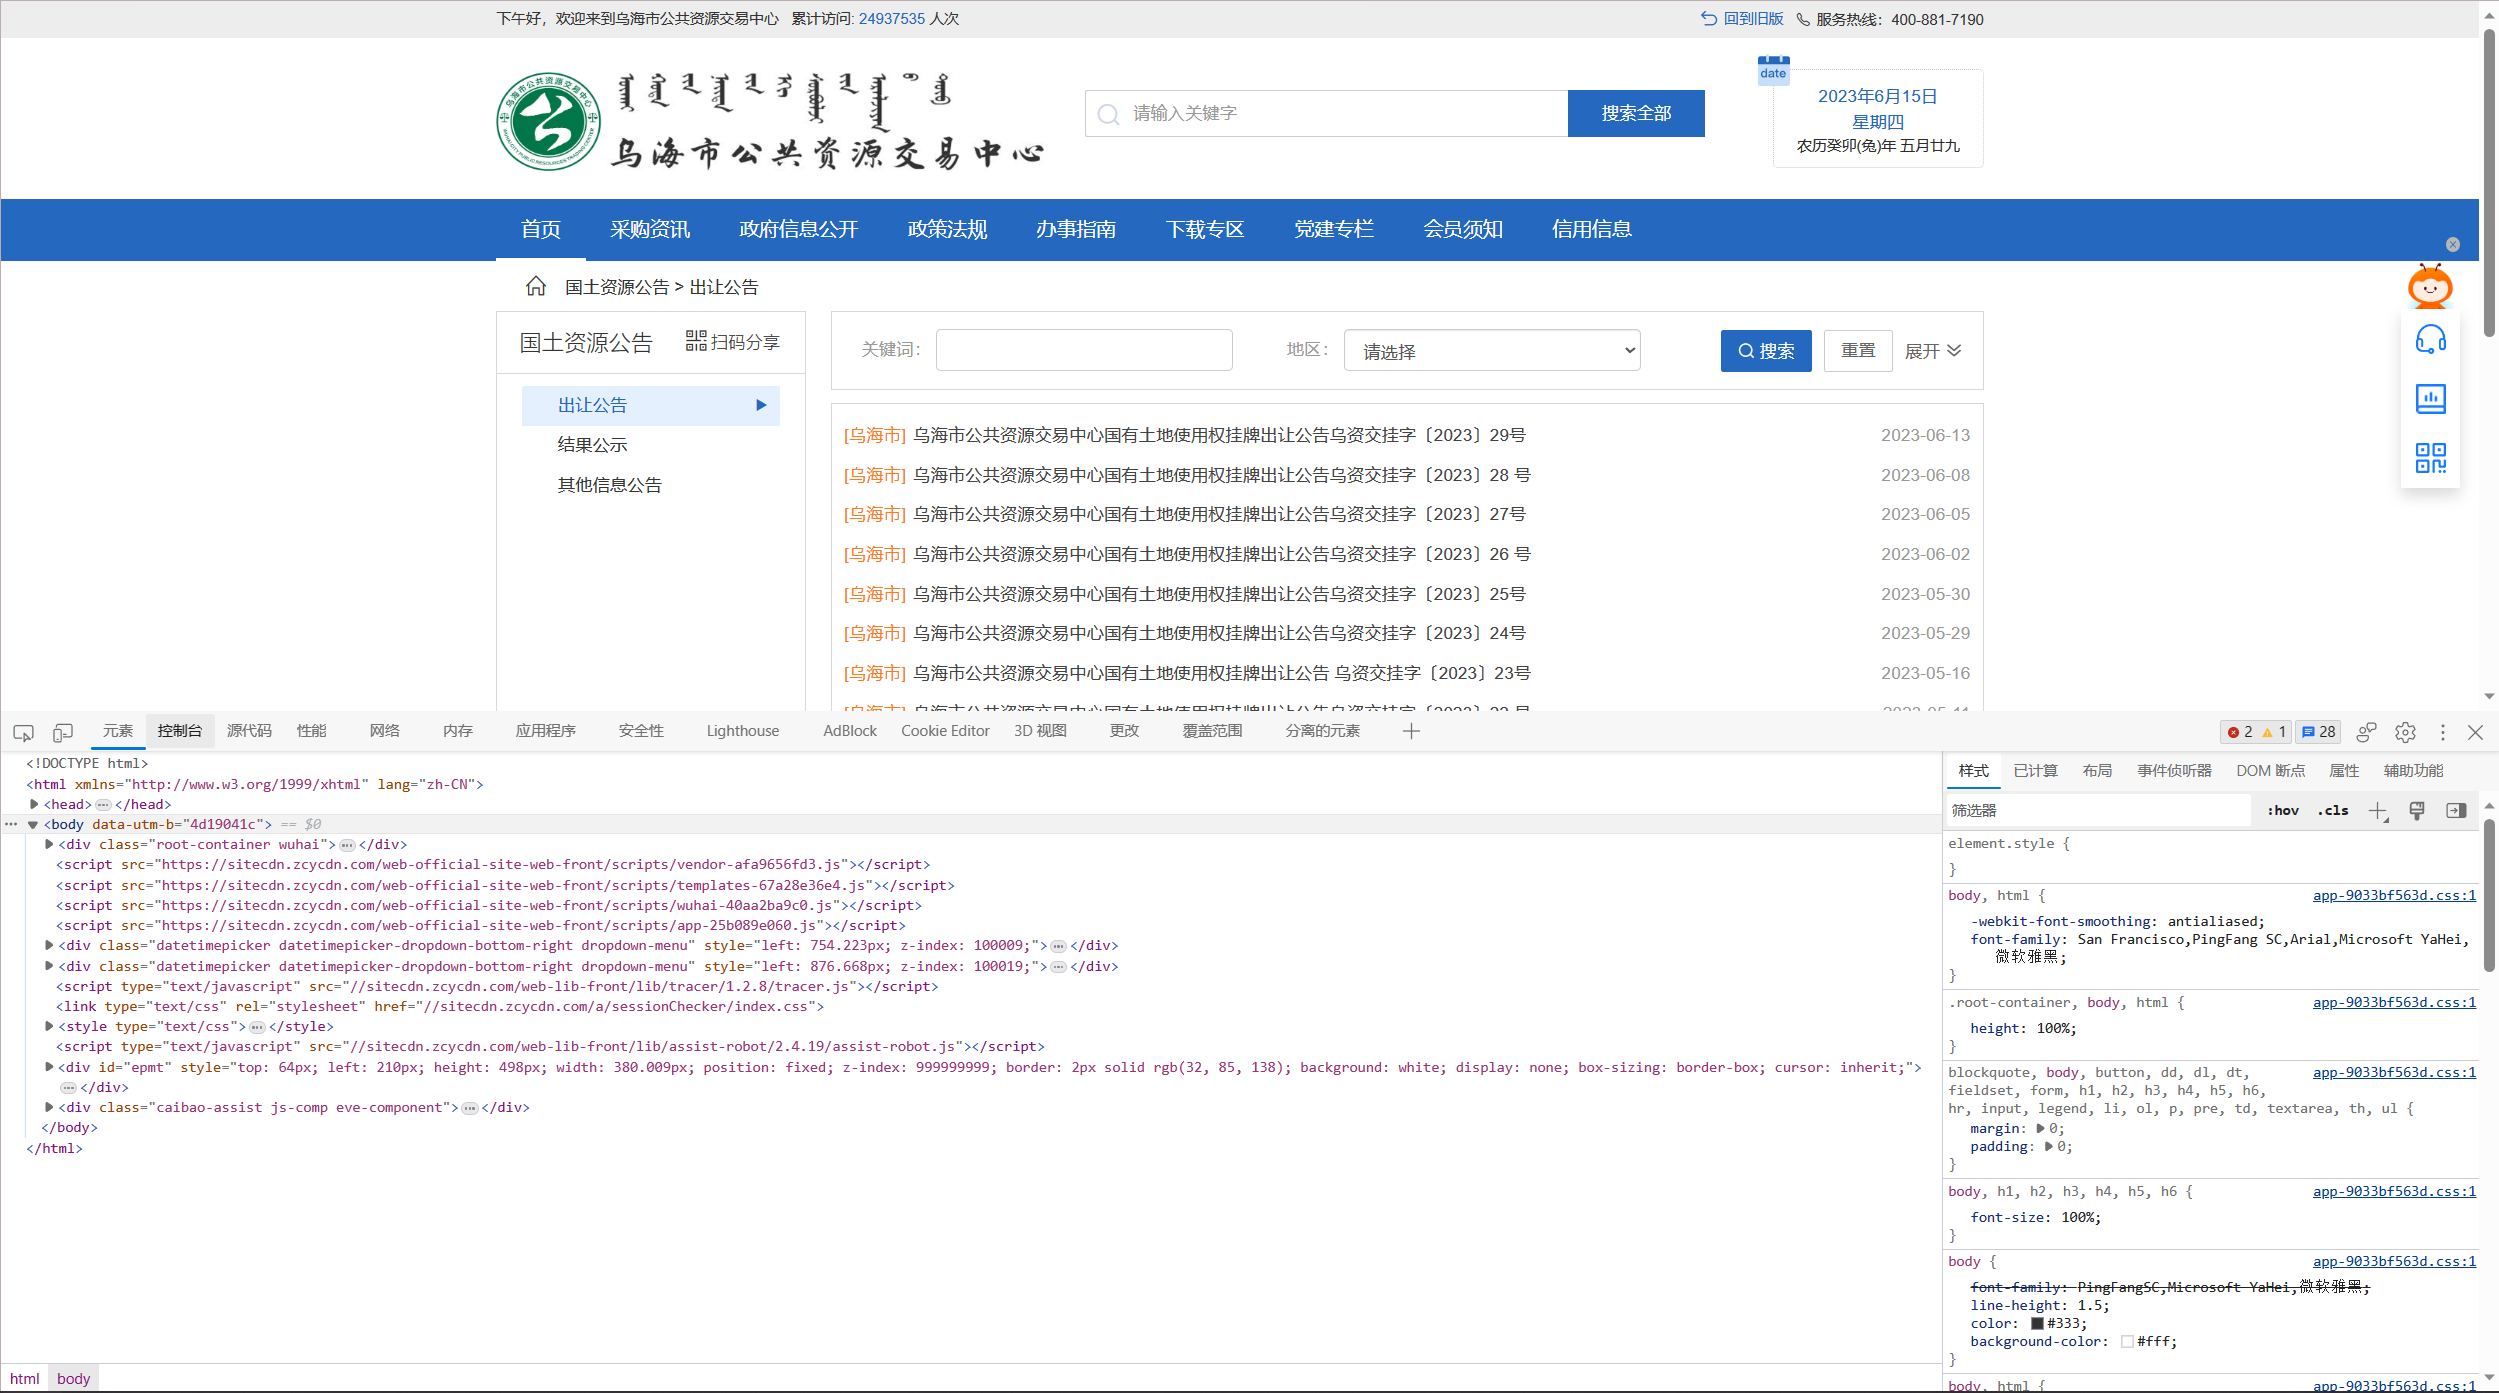 下午好，欢迎来到乌海市公共资源交易中心 累计访问: 24937535 人次
回到旧版 服务热线：400-881-7190
乌海市公共资源交易中心
请输入关键字
搜索全部
date
2023年6月15日
星期四
农历癸卯(兔)年 五月廿九
首页 采购资讯 政府信息公开 政策法规 办事指南 下载专区 党建专栏 会员须知 信用信息
国土资源公告 > 出让公告
国土资源公告 扫码分享
出让公告
结果公示
其他信息公告
关键词：
地区：
请选择
搜索
重置
展开
[乌海市] 乌海市公共资源交易中心国有土地使用权挂牌出让公告乌资交挂字〔2023〕29号 2023-06-13
[乌海市] 乌海市公共资源交易中心国有土地使用权挂牌出让公告乌资交挂字〔2023〕28 号 2023-06-08
[乌海市] 乌海市公共资源交易中心国有土地使用权挂牌出让公告乌资交挂字〔2023〕27号 2023-06-05
[乌海市] 乌海市公共资源交易中心国有土地使用权挂牌出让公告乌资交挂字〔2023〕26 号 2023-06-02
[乌海市] 乌海市公共资源交易中心国有土地使用权挂牌出让公告乌资交挂字〔2023〕25号 2023-05-30
[乌海市] 乌海市公共资源交易中心国有土地使用权挂牌出让公告乌资交挂字〔2023〕24号 2023-05-29
[乌海市] 乌海市公共资源交易中心国有土地使用权挂牌出让公告 乌资交挂字〔2023〕23号 2023-05-16
元素 控制台 源代码 性能 网络 内存 应用程序 安全性 Lighthouse AdBlock Cookie Editor 3D 视图 更改 覆盖范围 分离的元素
2 1 28
<!DOCTYPE html>
<html xmlns="http://www.w3.org/1999/xhtml" lang="zh-CN">
<head>…</head>
<body data-utm-b="4d19041c"> == $0
<div class="root-container wuhai">…</div>
<script src="https://sitecdn.zcycdn.com/web-official-site-web-front/scripts/vendor-afa9656fd3.js"></script>
<script src="https://sitecdn.zcycdn.com/web-official-site-web-front/scripts/templates-67a28e36e4.js"></script>
<script src="https://sitecdn.zcycdn.com/web-official-site-web-front/scripts/wuhai-40aa2ba9c0.js"></script>
<script src="https://sitecdn.zcycdn.com/web-official-site-web-front/scripts/app-25b089e060.js"></script>
<div class="datetimepicker datetimepicker-dropdown-bottom-right dropdown-menu" style="left: 754.223px; z-index: 100009;">…</div>
<div class="datetimepicker datetimepicker-dropdown-bottom-right dropdown-menu" style="left: 876.668px; z-index: 100019;">…</div>
<script type="text/javascript" src="//sitecdn.zcycdn.com/web-lib-front/lib/tracer/1.2.8/tracer.js"></script>
<link type="text/css" rel="stylesheet" href="//sitecdn.zcycdn.com/a/sessionChecker/index.css">
<style type="text/css">…</style>
<script type="text/javascript" src="//sitecdn.zcycdn.com/web-lib-front/lib/assist-robot/2.4.19/assist-robot.js"></script>
<div id="epmt" style="top: 64px; left: 210px; height: 498px; width: 380.009px; position: fixed; z-index: 999999999; border: 2px solid rgb(32, 85, 138); background: white; display: none; box-sizing: border-box; cursor: inherit;">
…</div>
<div class="caibao-assist js-comp eve-component">…</div>
</body>
</html>
html body
样式 已计算 布局 事件侦听器 DOM 断点 属性 辅助功能
筛选器 :hov .cls
element.style {
}
body, html { app-9033bf563d.css:1
-webkit-font-smoothing: antialiased;
font-family: San Francisco,PingFang SC,Arial,Microsoft YaHei,
微软雅黑;
}
.root-container, body, html { app-9033bf563d.css:1
height: 100%;
}
blockquote, body, button, dd, dl, dt, app-9033bf563d.css:1
fieldset, form, h1, h2, h3, h4, h5, h6,
hr, input, legend, li, ol, p, pre, td, textarea, th, ul {
margin: 0;
padding: 0;
}
body, h1, h2, h3, h4, h5, h6 { app-9033bf563d.css:1
font-size: 100%;
}
body { app-9033bf563d.css:1
font-family: PingFangSC,Microsoft YaHei,微软雅黑;
line-height: 1.5;
color: #333;
background-color: #fff;
}
body, html { app-9033bf563d.css:1